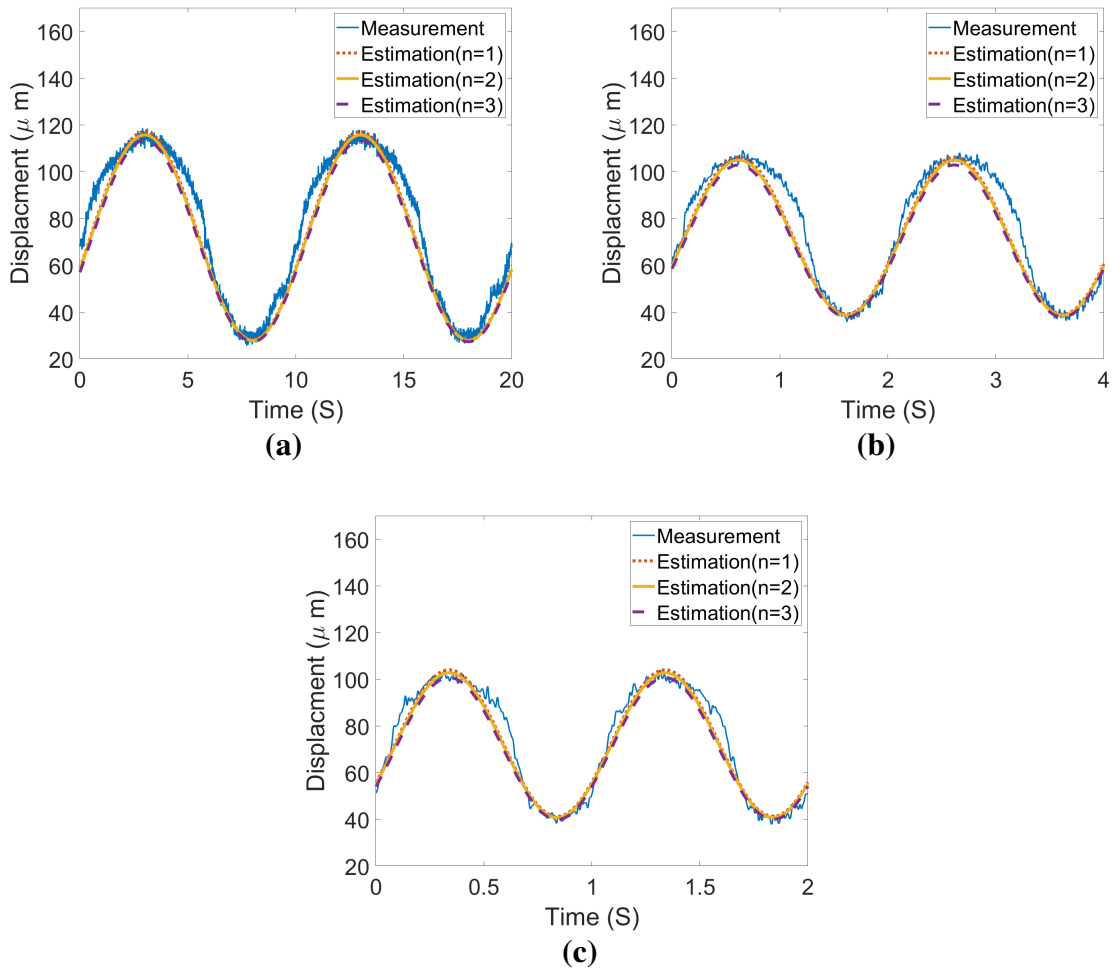 160
140
120
100
80
60
40
20
Displacment (μ m)
0 5 10 15 20
Time (S)
Measurement
Estimation(n=1)
Estimation(n=2)
Estimation(n=3)
(a)
160
140
120
100
80
60
40
20
Displacment (μ m)
0 1 2 3 4
Time (S)
Measurement
Estimation(n=1)
Estimation(n=2)
Estimation(n=3)
(b)
160
140
120
100
80
60
40
20
Displacment (μ m)
0 0.5 1 1.5 2
Time (S)
Measurement
Estimation(n=1)
Estimation(n=2)
Estimation(n=3)
(c)